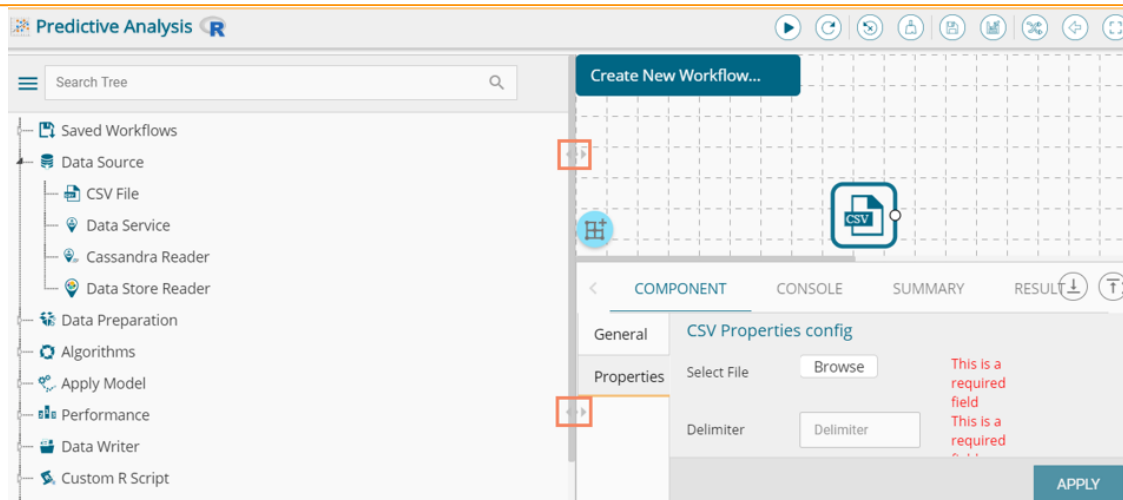 Predictive Analysis R
Search Tree
Saved Workflows
Data Source
CSV File
Data Service
Cassandra Reader
Data Store Reader
Data Preparation
Algorithms
Apply Model
Performance
Data Writer
Custom R Script
Create New Workflow...
CSV
COMPONENT CONSOLE SUMMARY RESULT
General
Properties
CSV Properties config
Select File Browse
This is a
required
field
Delimiter Delimiter
This is a
required
APPLY